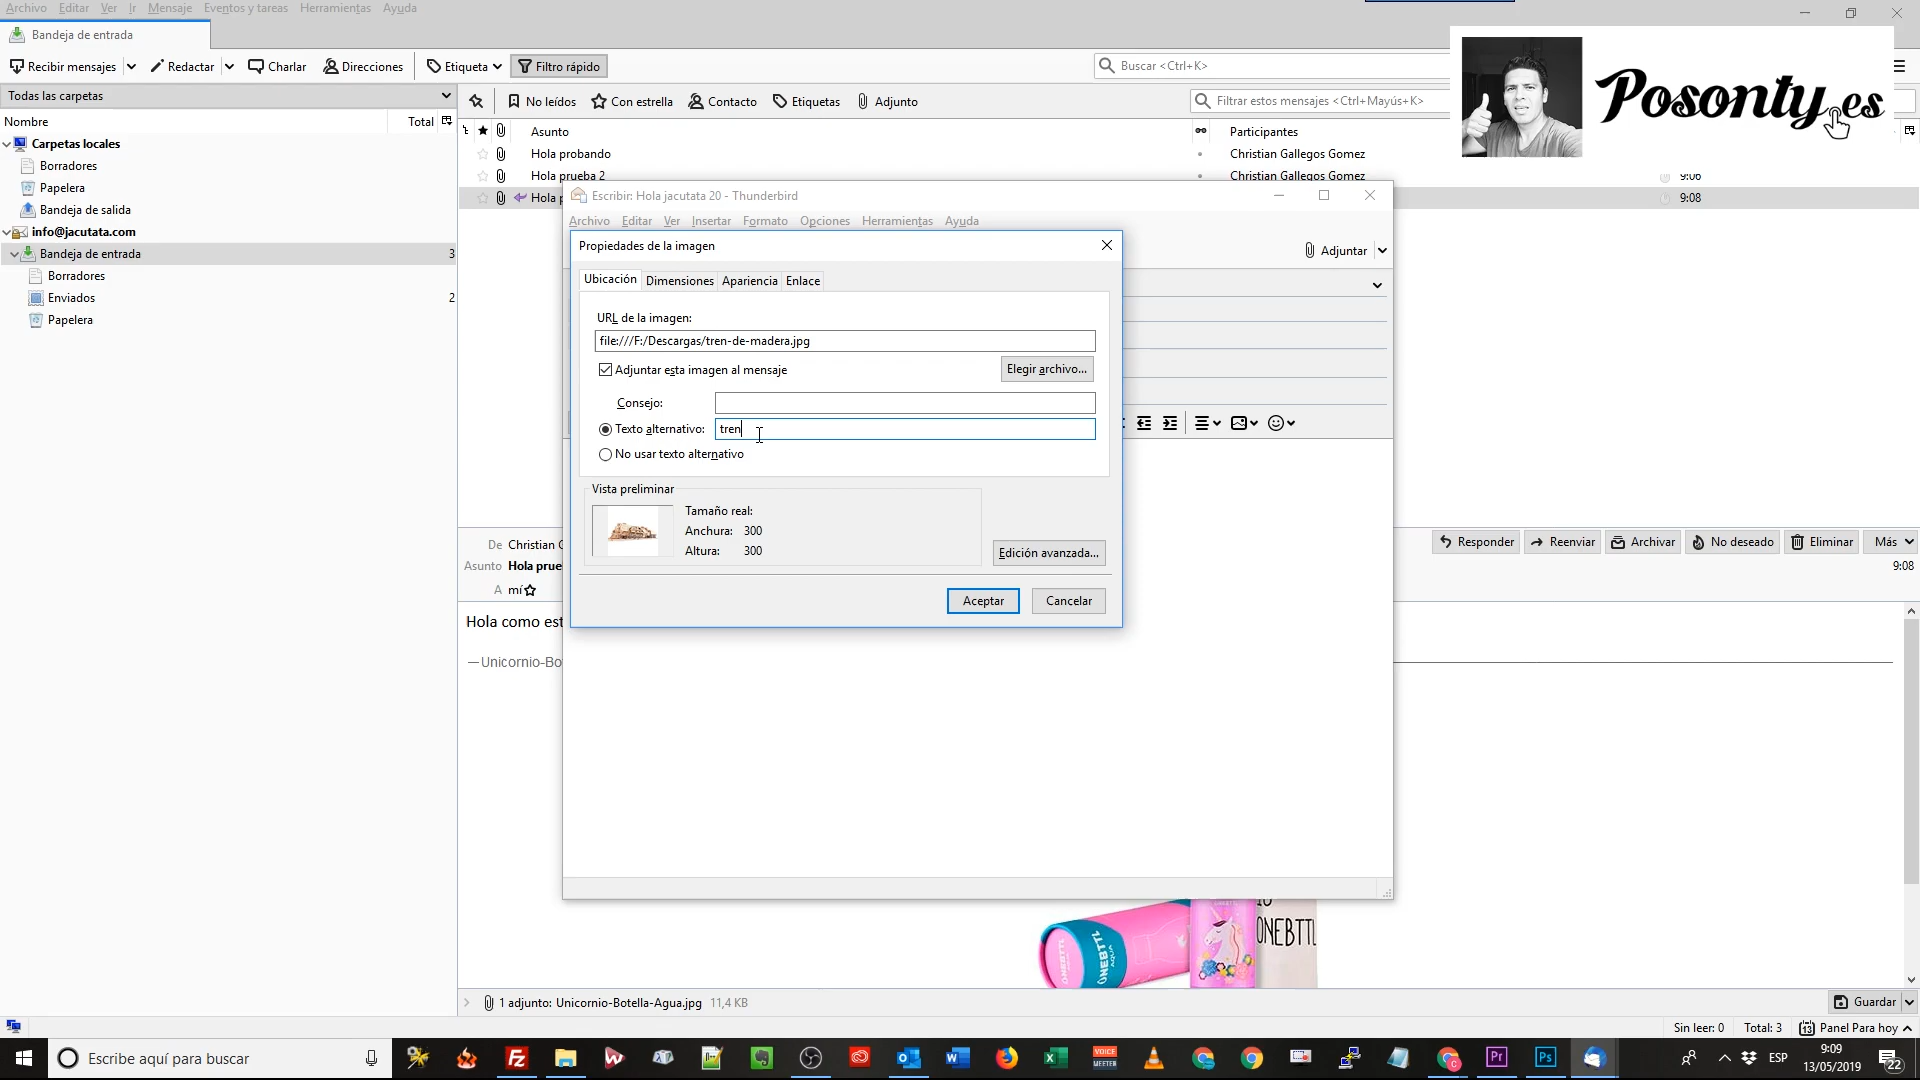 Archivo Editar Ver Ir Mensaje Eventos y tareas Herramientas Ayuda
Bandeja de entrada
Recibir mensajes Redactar Charlar Direcciones Etiqueta Filtro rápido Buscar <Ctrl+K>
Posonty.es
Todas las carpetas
No leídos Con estrella Contacto Etiquetas Adjunto Filtrar estos mensajes <Ctrl+Mayús+K>
Nombre Total
Asunto Participantes
Carpetas locales
Borradores
Papelera
Bandeja de salida
info@jacutata.com
Bandeja de entrada 3
Borradores
Enviados 2
Papelera
Hola probando Christian Gallegos Gomez
Hola prueba 2 Christian Gallegos Gomez 9:06
Hola p 9:08
Escribir: Hola jacutata 20 - Thunderbird
Archivo Editar Ver Insertar Formato Opciones Herramientas Ayuda
Adjuntar
Propiedades de la imagen
Ubicación Dimensiones Apariencia Enlace
URL de la imagen:
file:///F:/Descargas/tren-de-madera.jpg
Adjuntar esta imagen al mensaje Elegir archivo...
Consejo:
Texto alternativo: tren
No usar texto alternativo
Vista preliminar
Tamaño real:
Anchura: 300
Altura: 300
Edición avanzada...
Aceptar Cancelar
De Christian G
Responder Reenviar Archivar No deseado Eliminar Más
Asunto Hola prue 9:08
A mí
Hola como est
—Unicornio-Bo
ONEBTTL
AQUA
ONEBTTL
1 adjunto: Unicornio-Botella-Agua.jpg 11,4 KB Guardar
Sin leer: 0 Total: 3 13 Panel Para hoy
Escribe aquí para buscar
VOICE
MEETER
Pr
Ps
ESP
9:09
13/05/2019
22